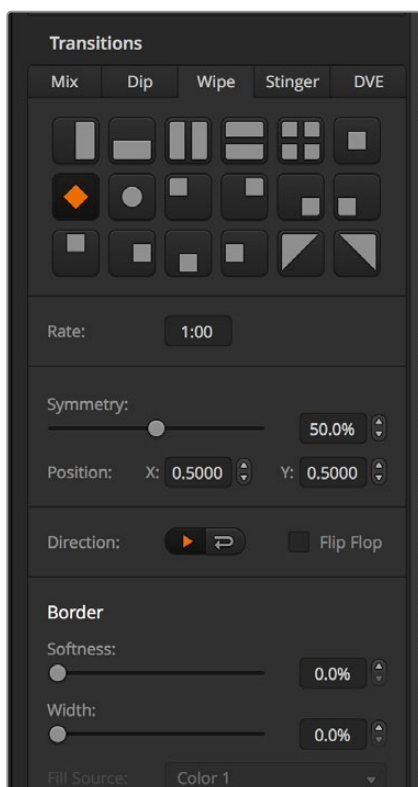 Transitions
Mix Dip Wipe Stinger DVE
Rate: 1:00
Symmetry:
50.0%
Position: X: 0.5000 Y: 0.5000
Direction: Flip Flop
Border
Softness:
0.0%
Width:
0.0%
Fill Source: Color 1